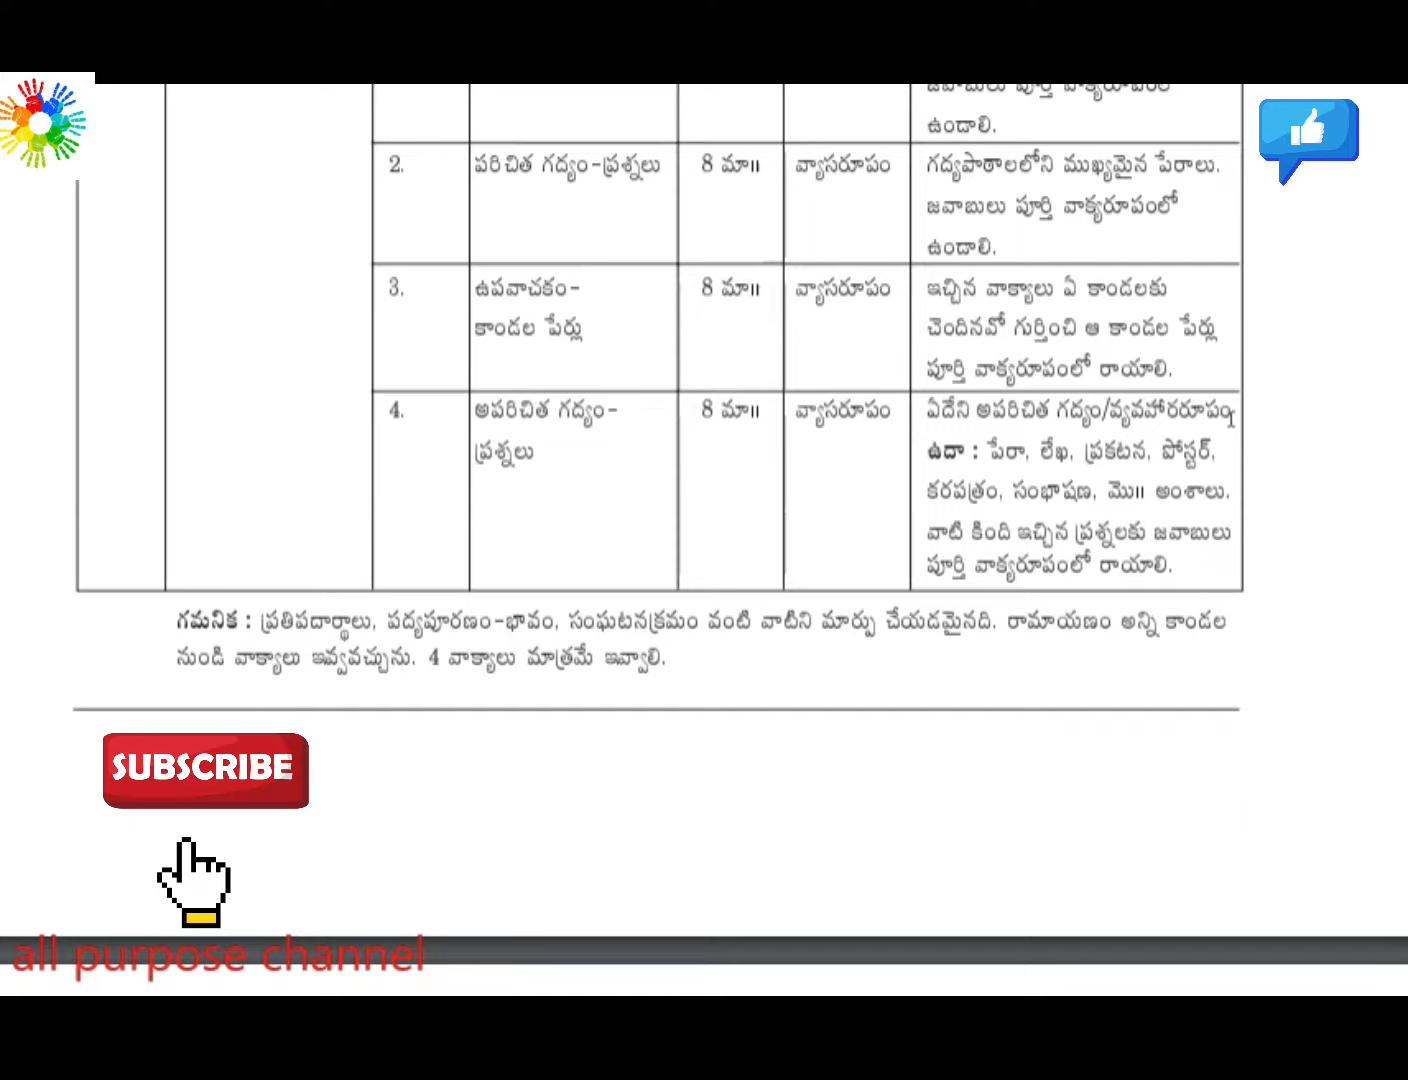 జవాబులు పూర్తి వాక్యరూపంలో
ఉండాలి.
2. పరిచిత గద్యం-ప్రశ్నలు 8 మా॥ వ్యాసరూపం గద్యపాఠాలలోని ముఖ్యమైన పేరాలు.
జవాబులు పూర్తి వాక్యరూపంలో
ఉండాలి.
3. ఉపవాచకం- 8 మా॥ వ్యాసరూపం ఇచ్చిన వాక్యాలు ఏ కాండలకు
కాండల పేర్లు చెందినవో గుర్తించి ఆ కాండల పేర్లు
పూర్తి వాక్యరూపంలో రాయాలి.
4. అపరిచిత గద్యం- 8 మా॥ వ్యాసరూపం ఏదేని అపరిచిత గద్యం/వ్యవహారరూపం
ప్రశ్నలు ఉదా : పేరా, లేఖ, ప్రకటన, పోస్టర్,
కరపత్రం, సంభాషణ, మొ॥ అంశాలు.
వాటి కింది ఇచ్చిన ప్రశ్నలకు జవాబులు
పూర్తి వాక్యరూపంలో రాయాలి.
గమనిక : ప్రతిపదార్థాలు, పద్యపూరణం-భావం, సంఘటనక్రమం వంటి వాటిని మార్పు చేయడమైనది. రామాయణం అన్ని కాండల
నుండి వాక్యాలు ఇవ్వవచ్చును. 4 వాక్యాలు మాత్రమే ఇవ్వాలి.
SUBSCRIBE
all purpose channel